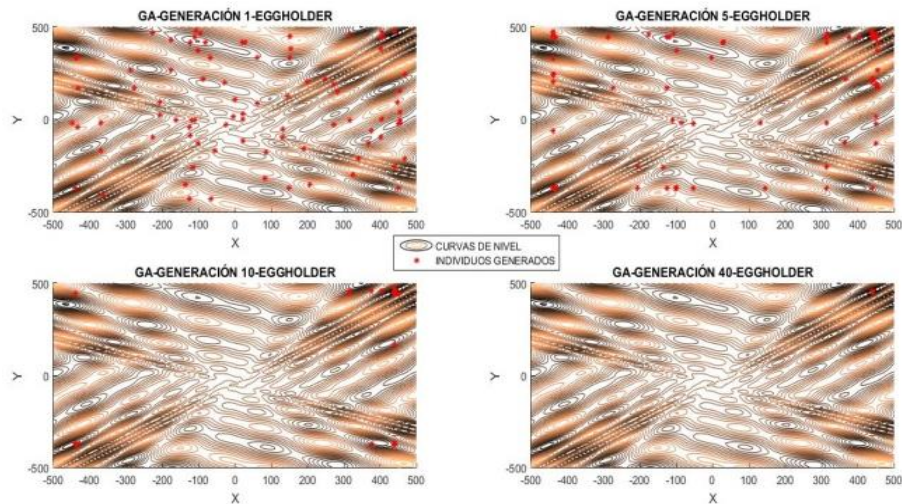 GA-GENERACIÓN 1-EGGHOLDER
500
0
-500
Y
-500 -400 -300 -200 -100 0 100 200 300 400 500
X
GA-GENERACIÓN 5-EGGHOLDER
500
0
-500
Y
-500 -400 -300 -200 -100 0 100 200 300 400 500
X
CURVAS DE NIVEL
INDIVIDUOS GENERADOS
GA-GENERACIÓN 10-EGGHOLDER
500
0
-500
Y
-500 -400 -300 -200 -100 0 100 200 300 400 500
X
GA-GENERACIÓN 40-EGGHOLDER
500
0
-500
Y
-500 -400 -300 -200 -100 0 100 200 300 400 500
X